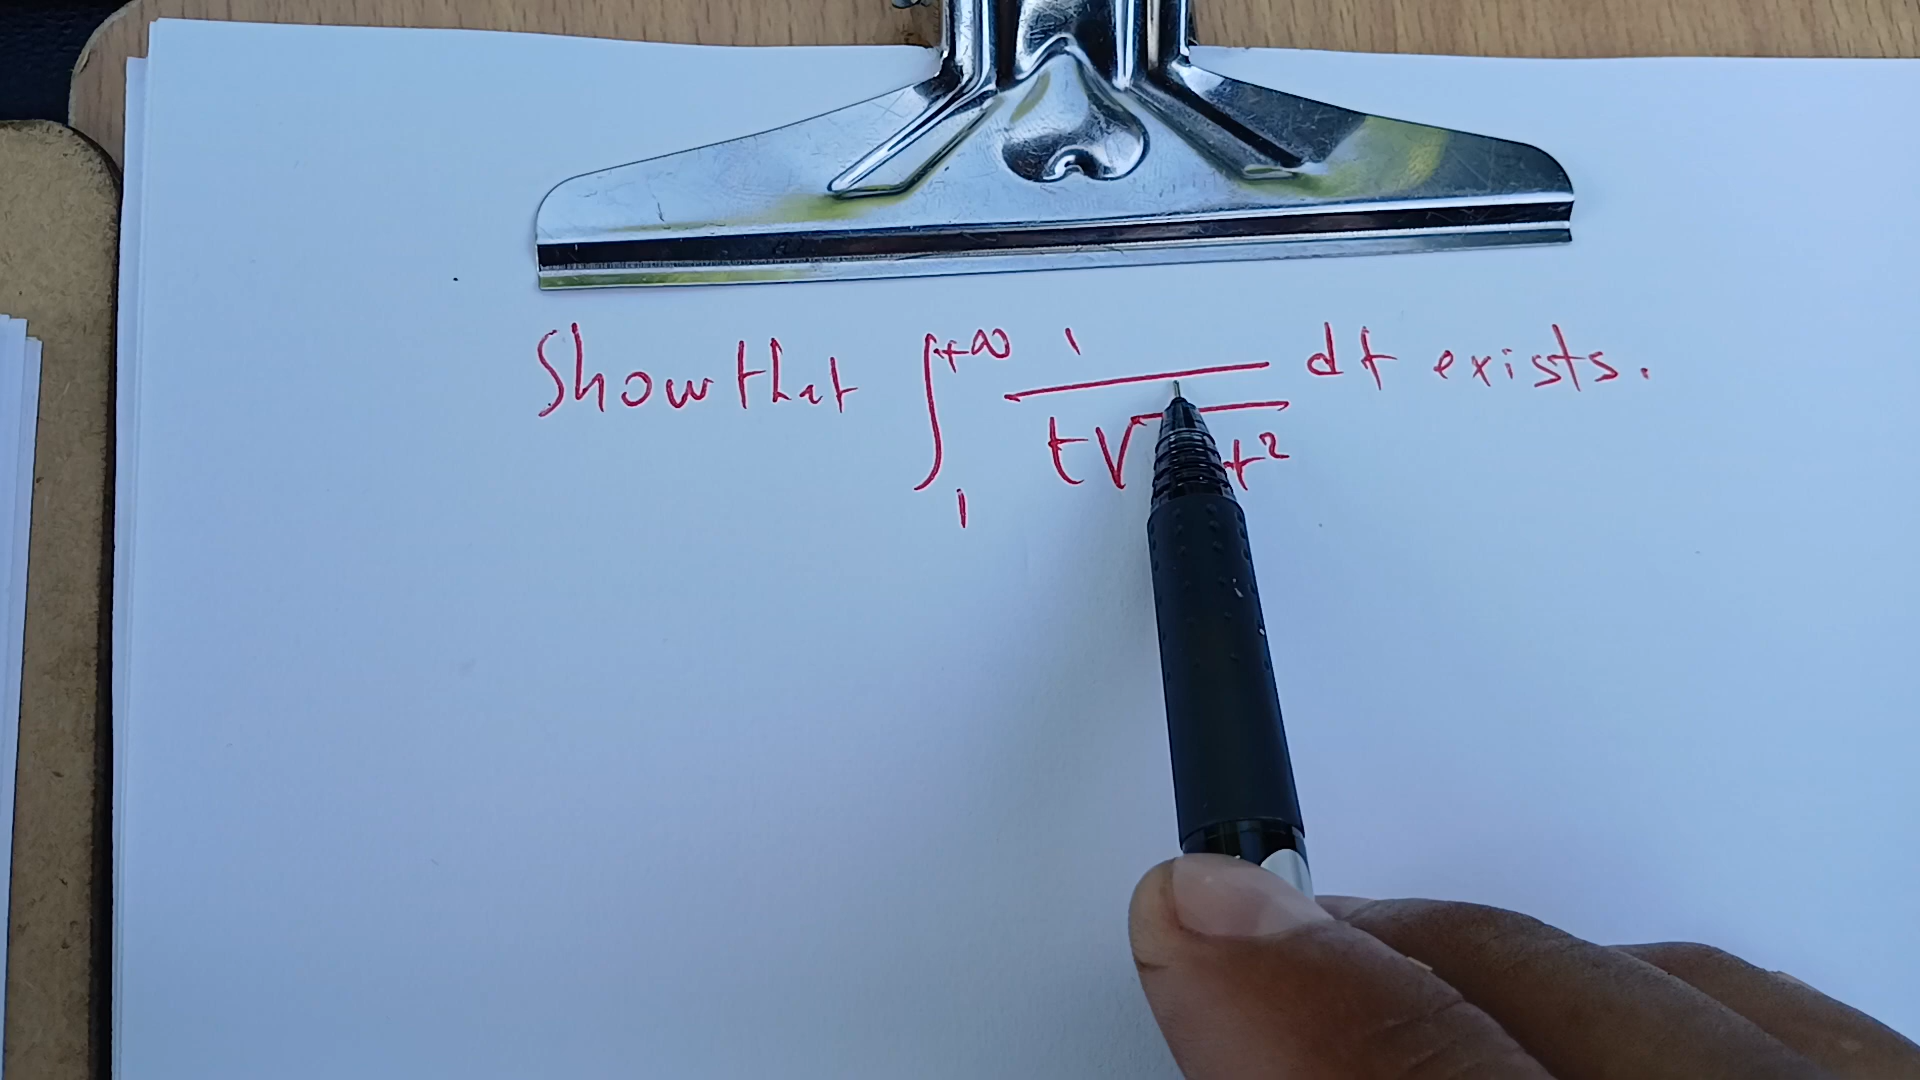 Show that ∫₁^{+∞} 1/(t√ t²) dt exists.